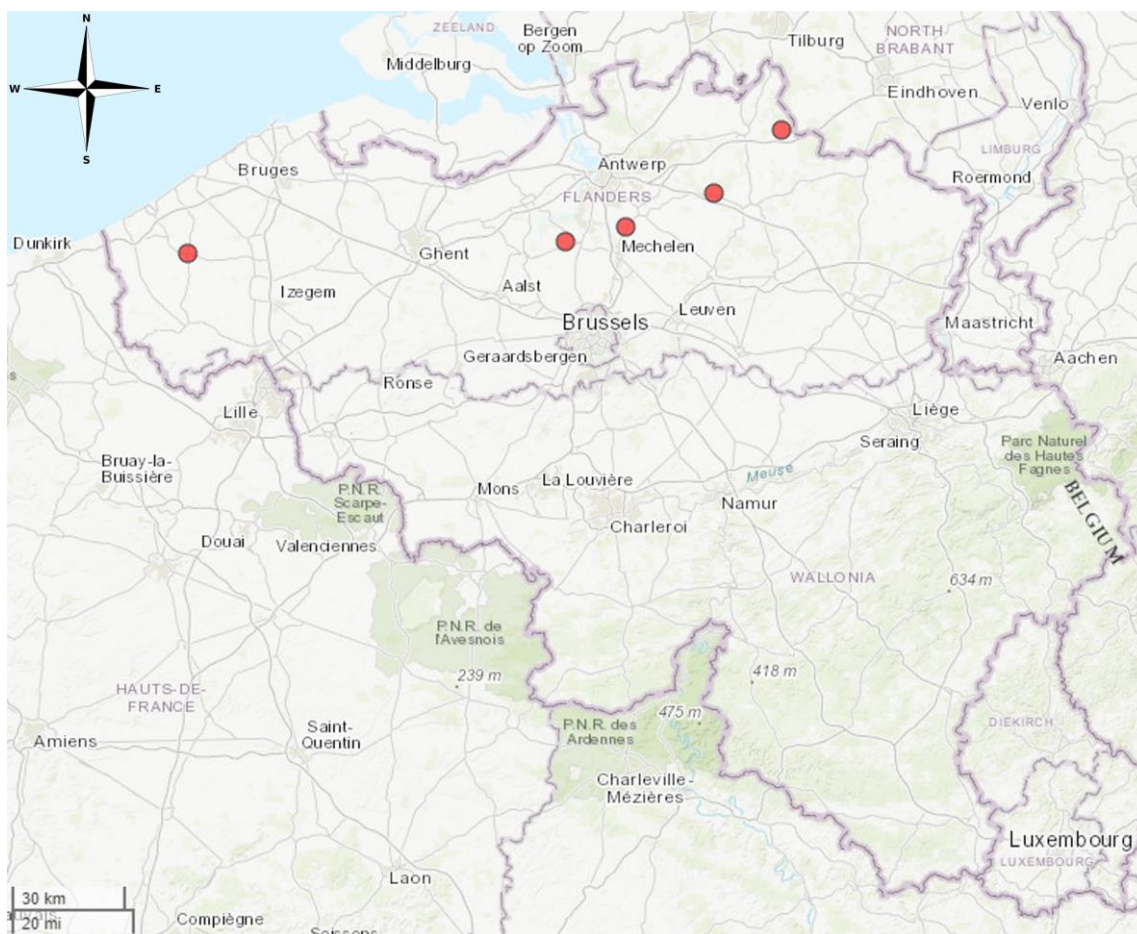 N
W
E
S
ZEELAND
Bergen
op Zoom
Middelburg
Tilburg
NORTH
BRABANT
Eindhoven
Venlo
LIMBURG
Roermond
Bruges
Antwerp
FLANDERS
Dunkirk
Ghent
Mechelen
Izegem
Aalst
Brussels
Leuven
Maastricht
Geraardsbergen
Aachen
Ronse
Lille
Liège
Seraing
Parc Naturel
des Hautes
Fagnes
Bruay-la-
Buissière
Mons
La Louvière
Meuse
Namur
BELGIUM
P.N.R.
Scarpe-
Escaut
Charleroi
Douai
Valenciennes
WALLONIA
634 m
P.N.R. de
l'Avesnois
239 m
418 m
HAUTS-DE-
FRANCE
475 m
P.N.R. des
Ardennes
DIEKIRCH
Amiens
Saint-
Quentin
Charleville-
Mézières
Luxembourg
LUXEMBOURG
Laon
30 km
20 mi
Compiègne